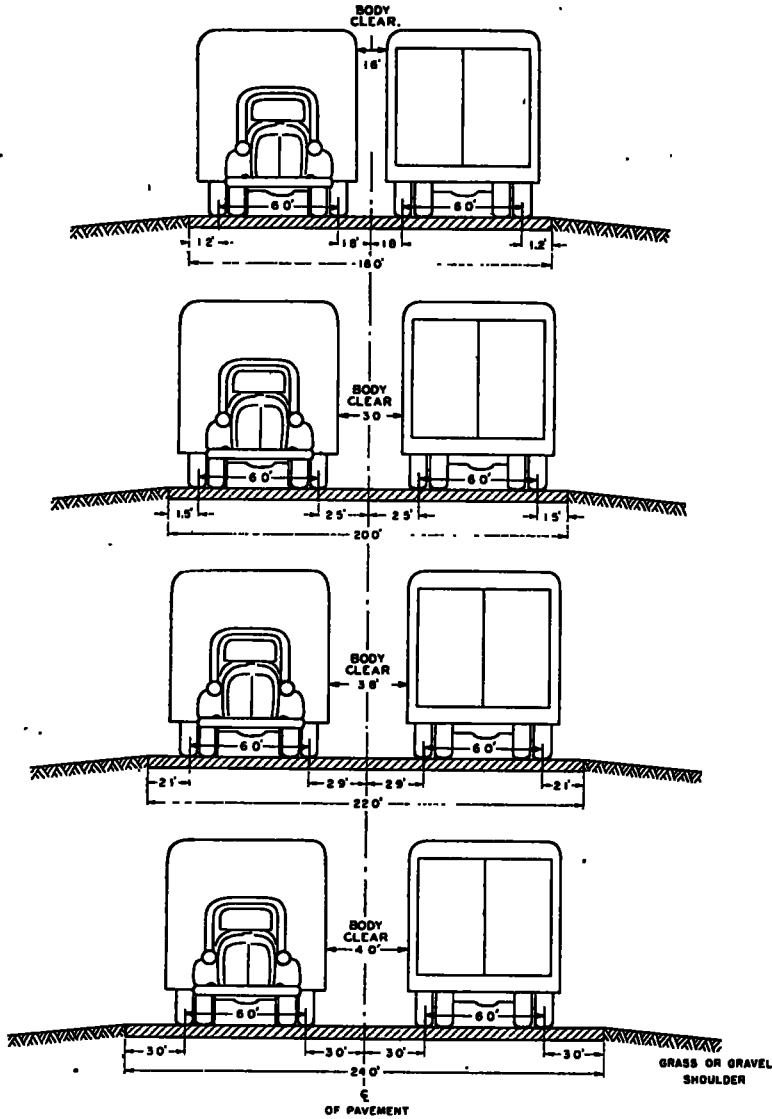 BODY
CLEAR.
1 6'
6 0' 6 0'
1 2' 1 8' 1 8 1.2'
18 0'
BODY
CLEAR
3 0
6 0' 6 0'
1.5' 2 5' 2 5' 1 5'
20 0'
BODY
CLEAR
3 8'
6 0' 6 0'
2 1' 2 9' 2 9' 2 1'
22 0'
BODY
CLEAR
4 0'
6 0' 6 0'
3 0' 3 0' 3 0' 3 0'
24 0'
GRASS OR GRAVEL
SHOULDER
℄
OF PAVEMENT